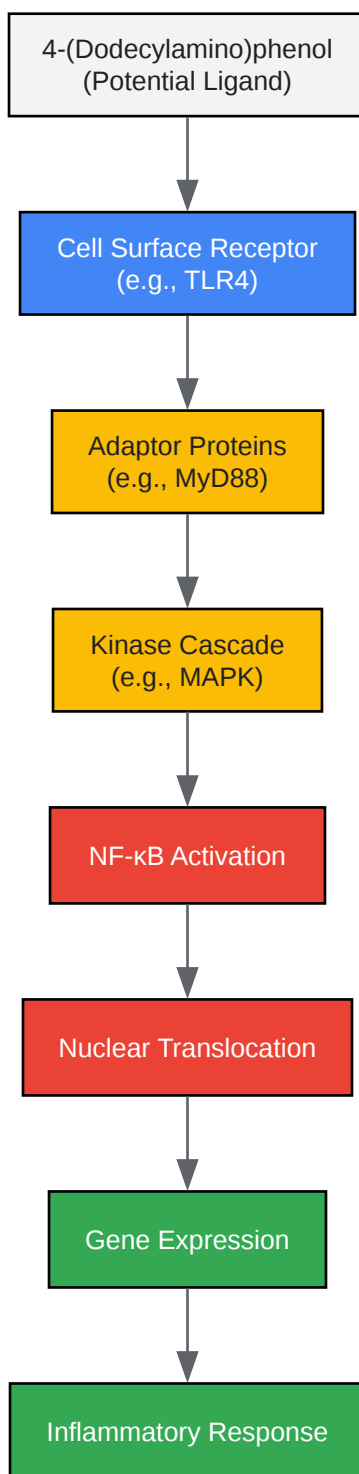 4-(Dodecylamino)phenol
(Potential Ligand)
Cell Surface Receptor
(e.g., TLR4)
Adaptor Proteins
(e.g., MyD88)
Kinase Cascade
(e.g., MAPK)
NF-κB Activation
Nuclear Translocation
Gene Expression
Inflammatory Response